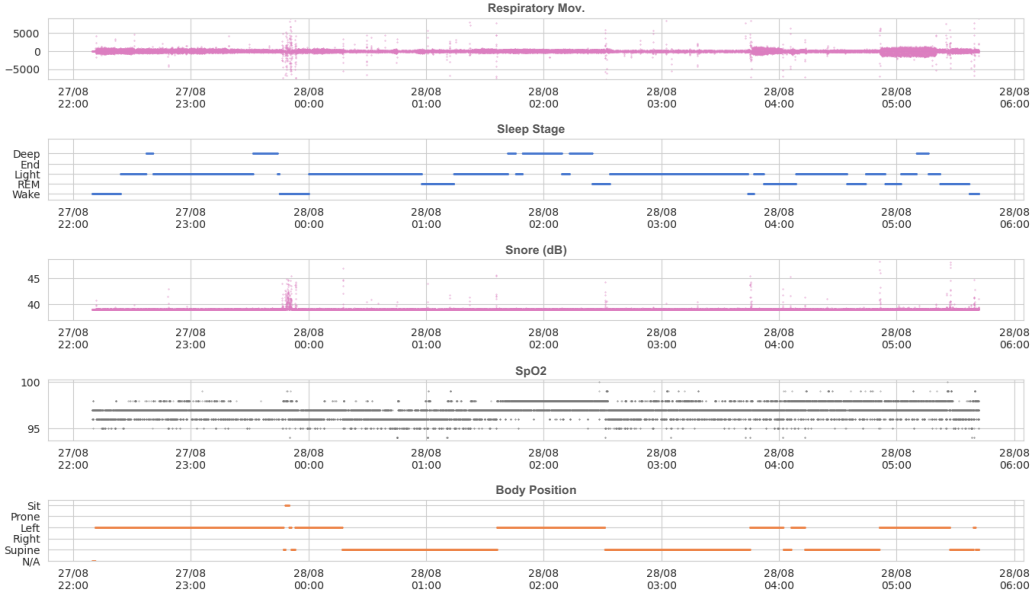 Respiratory Mov.
5000
0
−5000
27/08 27/08 28/08 28/08 28/08 28/08 28/08 28/08 28/08
22:00 23:00 00:00 01:00 02:00 03:00 04:00 05:00 06:00
Sleep Stage
Deep
End
Light
REM
Wake
27/08 27/08 28/08 28/08 28/08 28/08 28/08 28/08 28/08
22:00 23:00 00:00 01:00 02:00 03:00 04:00 05:00 06:00
Snore (dB)
45
40
27/08 27/08 28/08 28/08 28/08 28/08 28/08 28/08 28/08
22:00 23:00 00:00 01:00 02:00 03:00 04:00 05:00 06:00
SpO2
100
95
27/08 27/08 28/08 28/08 28/08 28/08 28/08 28/08 28/08
22:00 23:00 00:00 01:00 02:00 03:00 04:00 05:00 06:00
Body Position
Sit
Prone
Left
Right
Supine
N/A
27/08 27/08 28/08 28/08 28/08 28/08 28/08 28/08 28/08
22:00 23:00 00:00 01:00 02:00 03:00 04:00 05:00 06:00